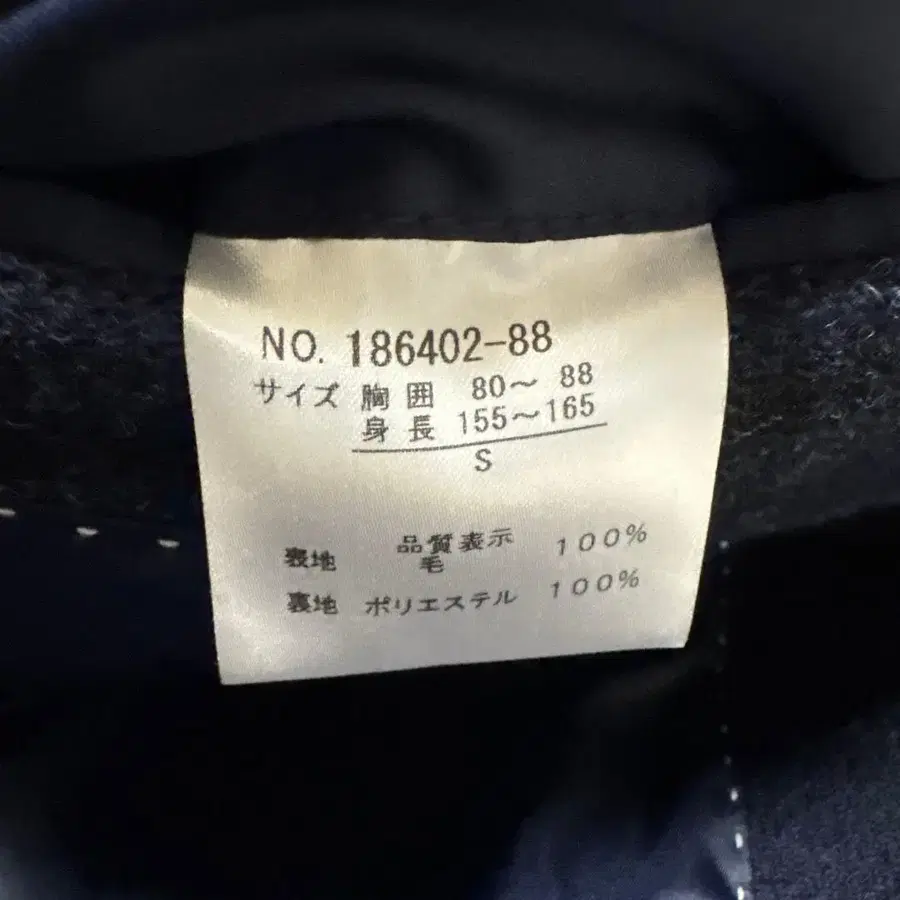 NO. 186402-88
サイズ 胸囲 80〜 88
身長 155〜165
S
品質表示
表地 毛 100%
裏地 ポリエステル 100%